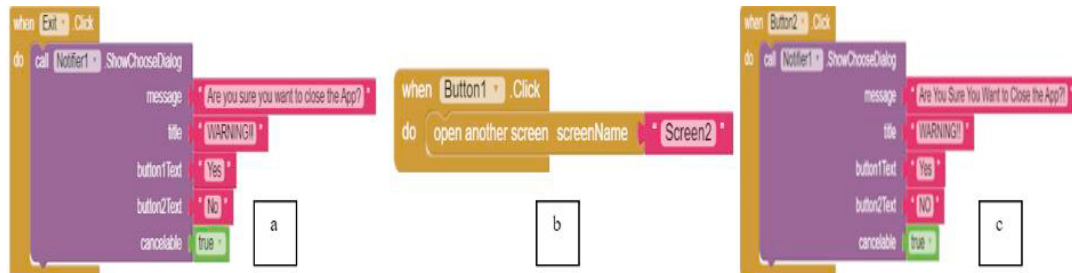 when Exit .Click
do call Notifier1 .ShowChooseDialog
message " Are you sure you want to close the App? "
title " WARNING!! "
button1Text " Yes "
button2Text " No "
cancelable true
a
when Button1 .Click
do open another screen screenName " Screen2 "
b
when Button2 .Click
do call Notifier1 .ShowChooseDialog
message " Are You Sure You Want to Close the App?! "
title " WARNING!! "
button1Text " Yes "
button2Text " NO "
cancelable true
c